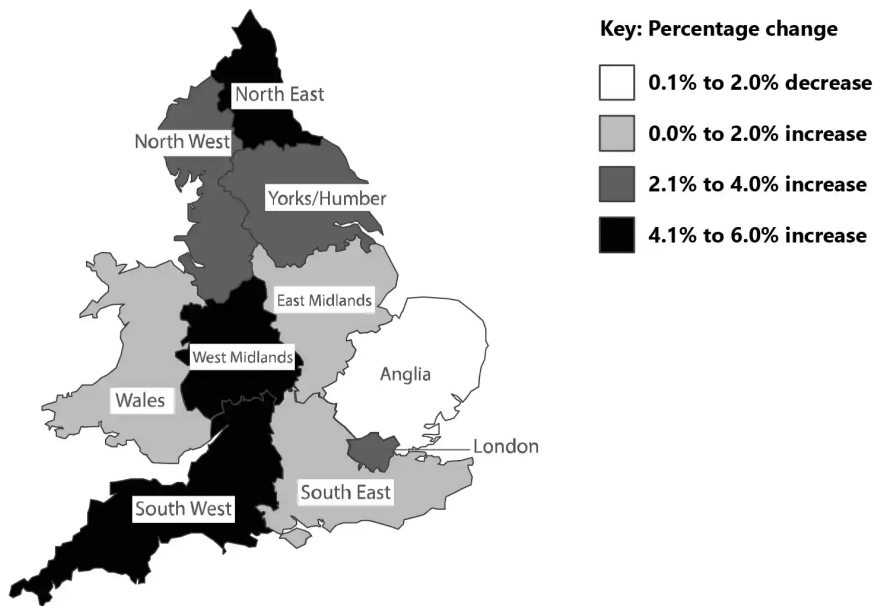 Key: Percentage change
0.1% to 2.0% decrease
0.0% to 2.0% increase
2.1% to 4.0% increase
4.1% to 6.0% increase
North East
North West
Yorks/Humber
East Midlands
West Midlands
Anglia
Wales
London
South East
South West